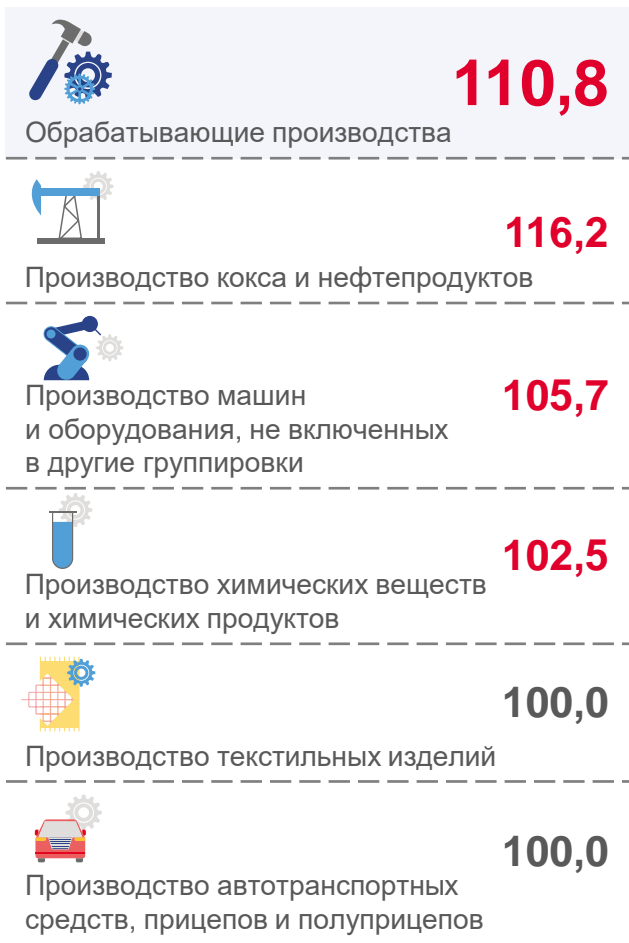 110,8
Обрабатывающие производства
116,2
Производство кокса и нефтепродуктов
105,7
Производство машин
и оборудования, не включенных
в другие группировки
102,5
Производство химических веществ
и химических продуктов
100,0
Производство текстильных изделий
100,0
Производство автотранспортных
средств, прицепов и полуприцепов